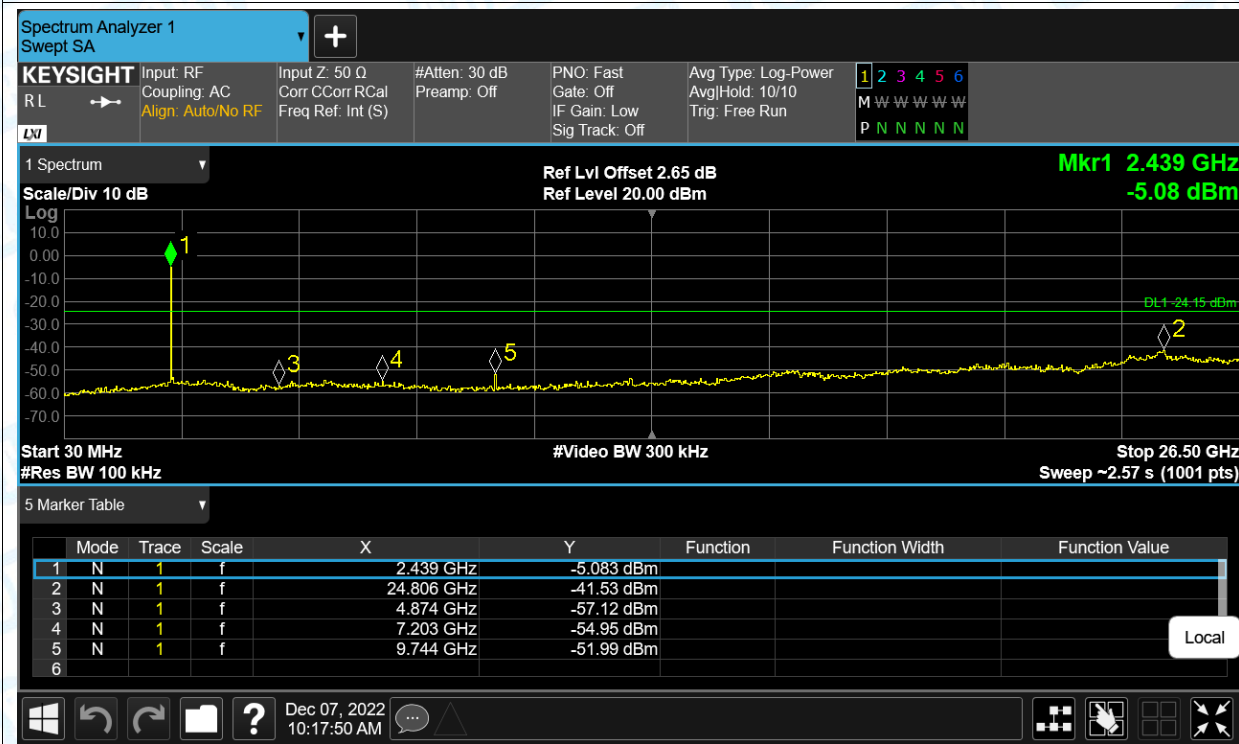 Spectrum Analyzer 1
Swept SA
KEYSIGHT
R L
LXI
Input: RF
Coupling: AC
Align: Auto/No RF
Input Z: 50 Ω
Corr CCorr RCal
Freq Ref: Int (S)
#Atten: 30 dB
Preamp: Off
PNO: Fast
Gate: Off
IF Gain: Low
Sig Track: Off
Avg Type: Log-Power
Avg|Hold: 10/10
Trig: Free Run
1 2 3 4 5 6
M W W W W W
P N N N N N
1 Spectrum
Scale/Div 10 dB
Ref Lvl Offset 2.65 dB
Ref Level 20.00 dBm
Mkr1 2.439 GHz
-5.08 dBm
Log
10.0
0.00
-10.0
-20.0
-30.0
-40.0
-50.0
-60.0
-70.0
1
3
4
5
2
DL1 -24.15 dBm
Start 30 MHz
#Video BW 300 kHz
Stop 26.50 GHz
#Res BW 100 kHz
Sweep ~2.57 s (1001 pts)
5 Marker Table
Mode Trace Scale X Y Function Function Width Function Value
1 N 1 f 2.439 GHz -5.083 dBm
2 N 1 f 24.806 GHz -41.53 dBm
3 N 1 f 4.874 GHz -57.12 dBm
4 N 1 f 7.203 GHz -54.95 dBm
5 N 1 f 9.744 GHz -51.99 dBm
6
Local
?
Dec 07, 2022
10:17:50 AM